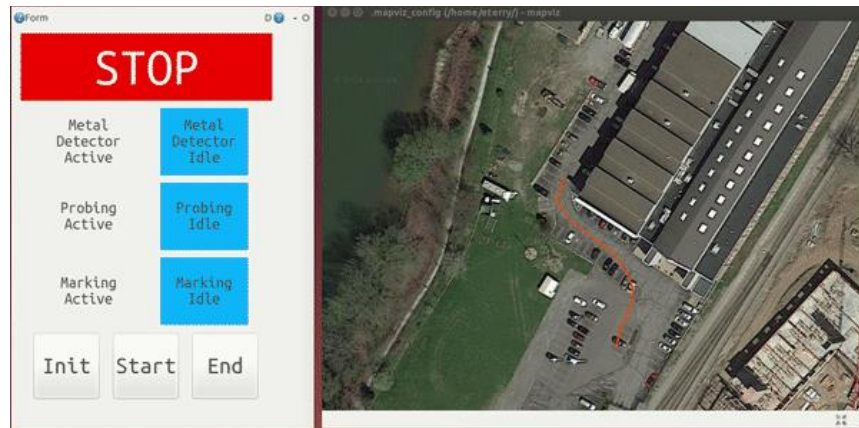 Form
STOP
Metal
Detector
Active
Metal
Detector
Idle
Probing
Active
Probing
Idle
Marking
Active
Marking
Idle
Init Start End
.mapviz_config (/home/eterry/) - mapviz